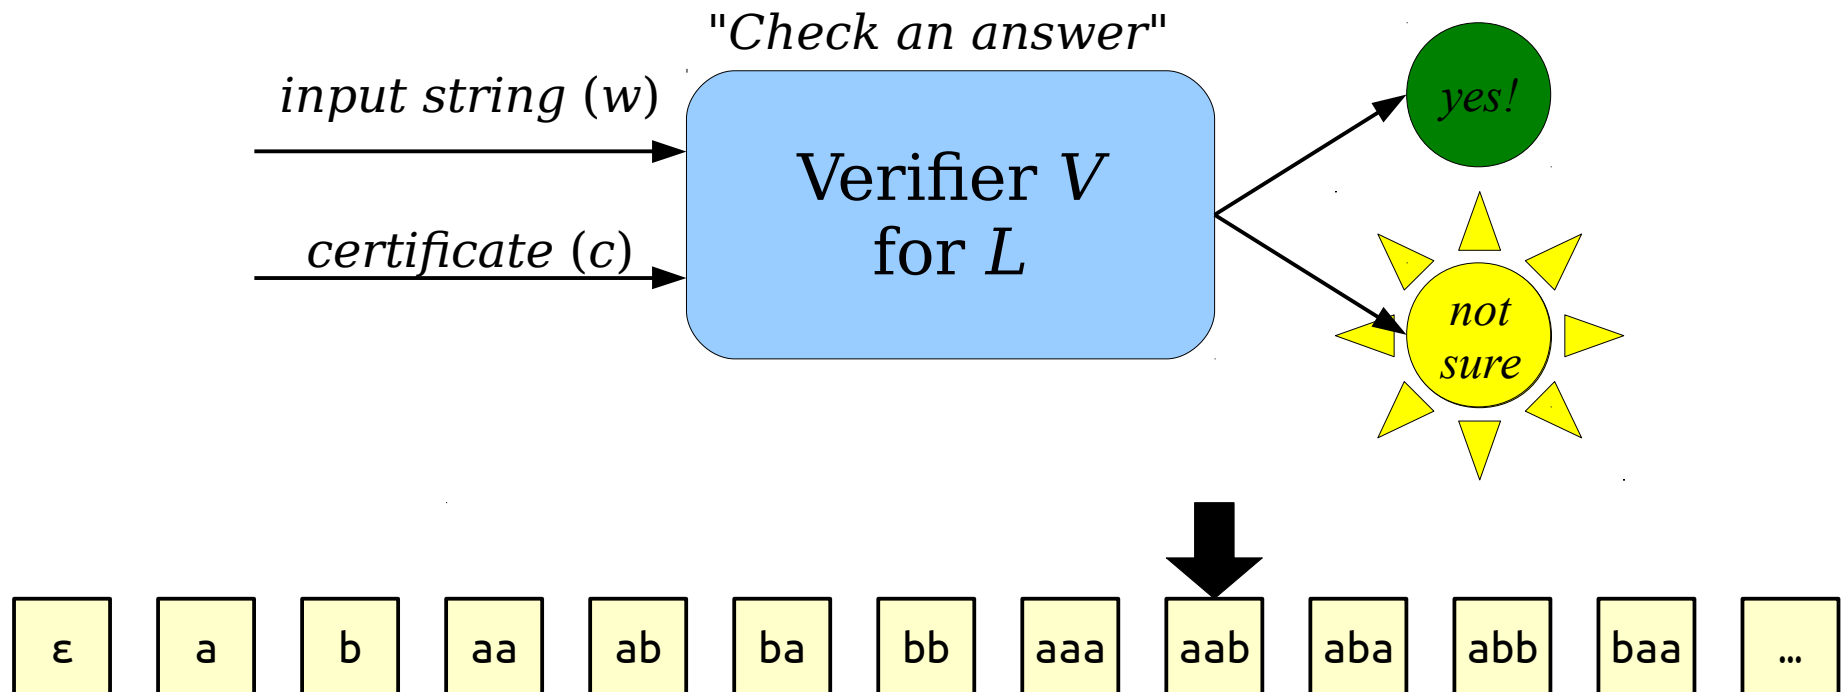 "Check an answer"
input string (w)
certificate (c)
Verifier V
for L
yes!
not
sure
ε a b aa ab ba bb aaa aab aba abb baa …